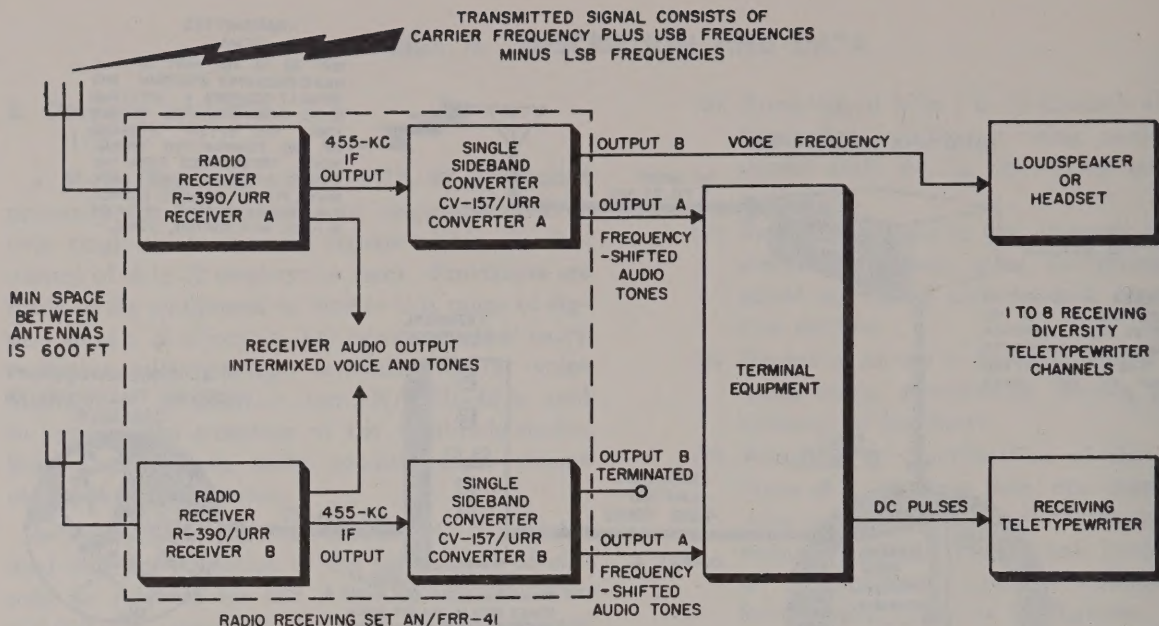 TRANSMITTED SIGNAL CONSISTS OF
CARRIER FREQUENCY PLUS USB FREQUENCIES
MINUS LSB FREQUENCIES
RADIO
RECEIVER
R-390/URR
RECEIVER A
455-KC
IF
OUTPUT
SINGLE
SIDEBAND
CONVERTER
CV-157/URR
CONVERTER A
OUTPUT B
VOICE FREQUENCY
LOUDSPEAKER
OR
HEADSET
OUTPUT A
FREQUENCY
-SHIFTED
AUDIO
TONES
MIN SPACE
BETWEEN
ANTENNAS
IS 600 FT
RECEIVER AUDIO OUTPUT
INTERMIXED VOICE AND TONES
TERMINAL
EQUIPMENT
1 TO 8 RECEIVING
DIVERSITY
TELETYPEWRITER
CHANNELS
RADIO
RECEIVER
R-390/URR
RECEIVER B
455-KC
IF
OUTPUT
SINGLE
SIDEBAND
CONVERTER
CV-157/URR
CONVERTER B
OUTPUT B
TERMINATED
OUTPUT A
FREQUENCY
-SHIFTED
AUDIO TONES
DC PULSES
RECEIVING
TELETYPEWRITER
RADIO RECEIVING SET AN/FRR-41